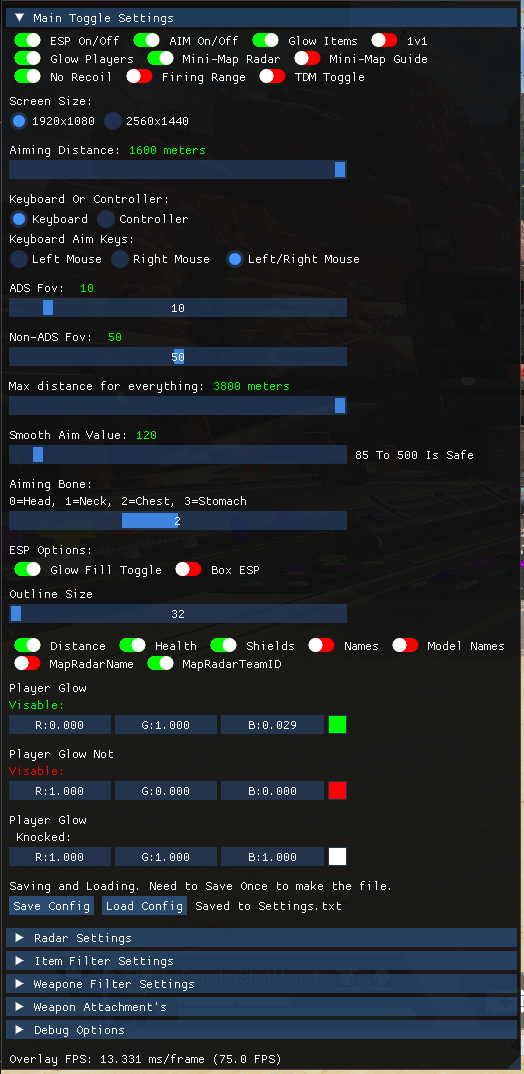 Main Toggle Settings
ESP On/Off AIM On/Off Glow Items 1v1
Glow Players Mini-Map Radar Mini-Map Guide
No Recoil Firing Range TDM Toggle
Screen Size:
1920x1080 2560x1440
Aiming Distance: 1600 meters
Keyboard Or Controller:
Keyboard Controller
Keyboard Aim Keys:
Left Mouse Right Mouse Left/Right Mouse
ADS Fov: 10
10
Non-ADS Fov: 50
50
Max distance for everything: 3800 meters
Smooth Aim Value: 120
85 To 500 Is Safe
Aiming Bone:
0=Head, 1=Neck, 2=Chest, 3=Stomach
2
ESP Options:
Glow Fill Toggle Box ESP
Outline Size
32
Distance Health Shields Names Model Names
MapRadarName MapRadarTeamID
Player Glow
Visable:
R:0.000 G:1.000 B:0.029
Player Glow Not
Visable:
R:1.000 G:0.000 B:0.000
Player Glow
Knocked:
R:1.000 G:1.000 B:1.000
Saving and Loading. Need to Save Once to make the file.
Save Config Load Config Saved to Settings.txt
Radar Settings
Item Filter Settings
Weapone Filter Settings
Weapon Attachment's
Debug Options
Overlay FPS: 13.331 ms/frame (75.0 FPS)